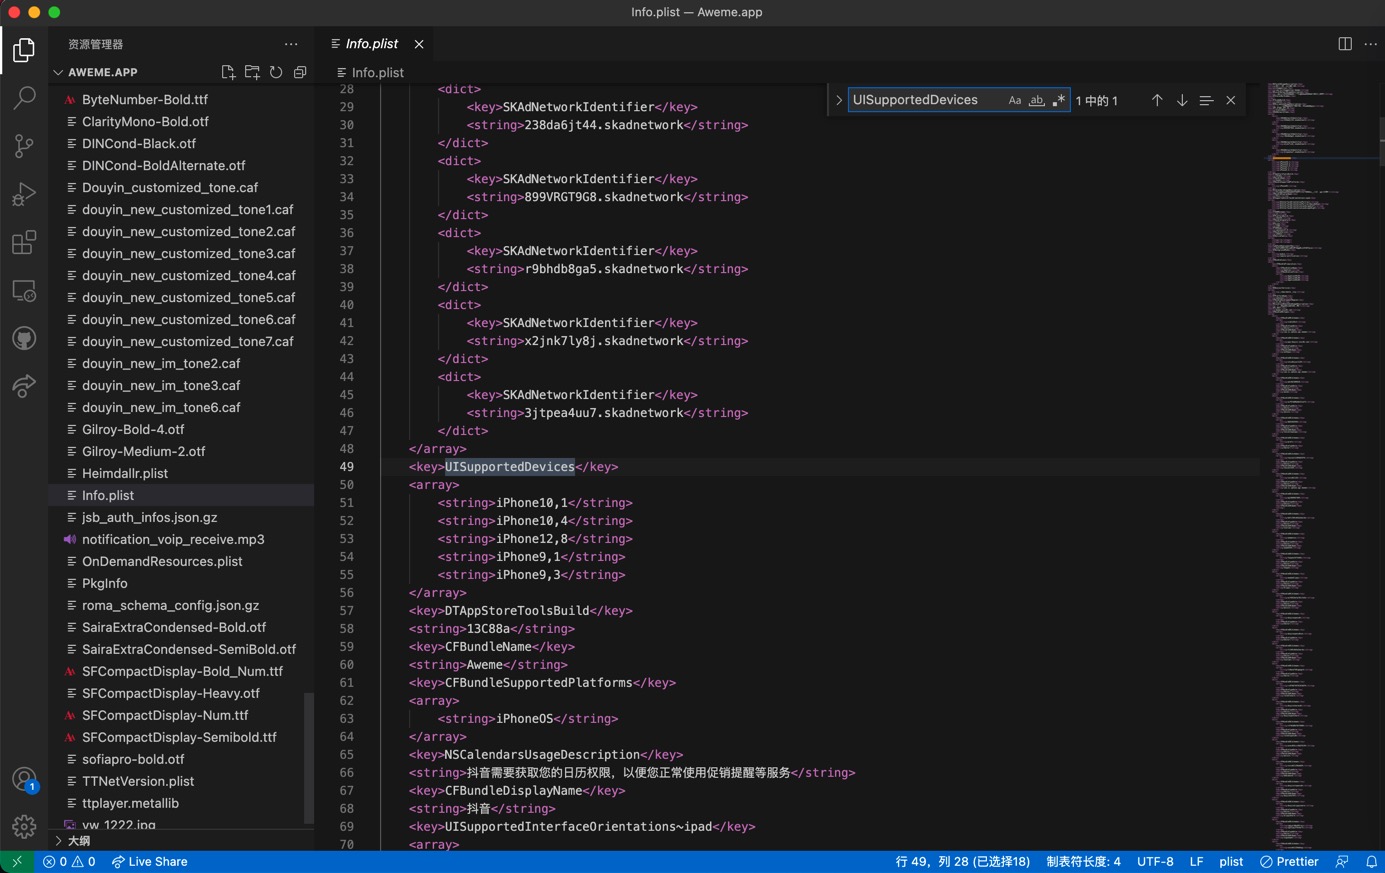 Info.plist — Aweme.app
资源管理器
AWEME.APP
ByteNumber-Bold.ttf
ClarityMono-Bold.otf
DINCond-Black.otf
DINCond-BoldAlternate.otf
Douyin_customized_tone.caf
douyin_new_customized_tone1.caf
douyin_new_customized_tone2.caf
douyin_new_customized_tone3.caf
douyin_new_customized_tone4.caf
douyin_new_customized_tone5.caf
douyin_new_customized_tone6.caf
douyin_new_customized_tone7.caf
douyin_new_im_tone2.caf
douyin_new_im_tone3.caf
douyin_new_im_tone6.caf
Gilroy-Bold-4.otf
Gilroy-Medium-2.otf
Heimdallr.plist
Info.plist
jsb_auth_infos.json.gz
notification_voip_receive.mp3
OnDemandResources.plist
PkgInfo
roma_schema_config.json.gz
SairaExtraCondensed-Bold.otf
SairaExtraCondensed-SemiBold.otf
SFCompactDisplay-Bold_Num.ttf
SFCompactDisplay-Heavy.otf
SFCompactDisplay-Num.ttf
SFCompactDisplay-Semibold.ttf
sofiapro-bold.otf
TTNetVersion.plist
ttplayer.metallib
vw_1222.jpg
大纲
1
Info.plist
Info.plist
UISupportedDevices Aa ab .* 1 中的 1
28 <dict>
29 <key>SKAdNetworkIdentifier</key>
30 <string>238da6jt44.skadnetwork</string>
31 </dict>
32 <dict>
33 <key>SKAdNetworkIdentifier</key>
34 <string>899VRGT9G8.skadnetwork</string>
35 </dict>
36 <dict>
37 <key>SKAdNetworkIdentifier</key>
38 <string>r9bhdb8ga5.skadnetwork</string>
39 </dict>
40 <dict>
41 <key>SKAdNetworkIdentifier</key>
42 <string>x2jnk7ly8j.skadnetwork</string>
43 </dict>
44 <dict>
45 <key>SKAdNetworkIdentifier</key>
46 <string>3jtpea4uu7.skadnetwork</string>
47 </dict>
48 </array>
49 <key>UISupportedDevices</key>
50 <array>
51 <string>iPhone10,1</string>
52 <string>iPhone10,4</string>
53 <string>iPhone12,8</string>
54 <string>iPhone9,1</string>
55 <string>iPhone9,3</string>
56 </array>
57 <key>DTAppStoreToolsBuild</key>
58 <string>13C88a</string>
59 <key>CFBundleName</key>
60 <string>Aweme</string>
61 <key>CFBundleSupportedPlatforms</key>
62 <array>
63 <string>iPhoneOS</string>
64 </array>
65 <key>NSCalendarsUsageDescription</key>
66 <string>抖音需要获取您的日历权限，以便您正常使用促销提醒等服务</string>
67 <key>CFBundleDisplayName</key>
68 <string>抖音</string>
69 <key>UISupportedInterfaceOrientations~ipad</key>
70 <array>
0 0 Live Share 行 49，列 28 (已选择18) 制表符长度: 4 UTF-8 LF plist Prettier